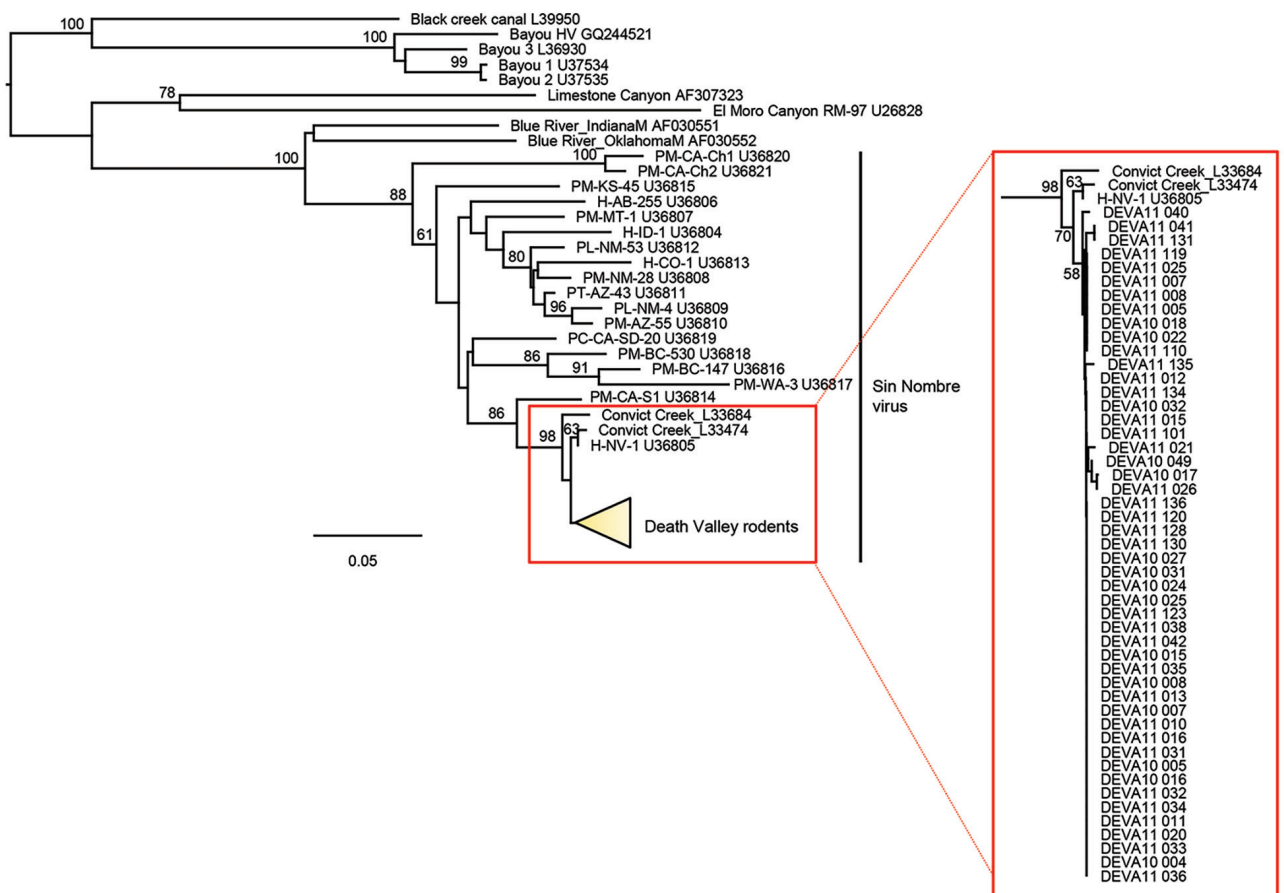 100
Black creek canal L39950
100
Bayou HV GQ244521
Bayou 3 L36930
99
Bayou 1 U37534
Bayou 2 U37535
78
Limestone Canyon AF307323
El Moro Canyon RM-97 U26828
100
Blue River_IndianaM AF030551
Blue River_OklahomaM AF030552
88
100
PM-CA-Ch1 U36820
PM-CA-Ch2 U36821
61
PM-KS-45 U36815
H-AB-255 U36806
PM-MT-1 U36807
H-ID-1 U36804
80
PL-NM-53 U36812
H-CO-1 U36813
PM-NM-28 U36808
PT-AZ-43 U36811
96
PL-NM-4 U36809
PM-AZ-55 U36810
PC-CA-SD-20 U36819
86
PM-BC-530 U36818
91
PM-BC-147 U36816
PM-WA-3 U36817
86
PM-CA-S1 U36814
98
Convict Creek_L33684
63
Convict Creek_L33474
H-NV-1 U36805
Death Valley rodents
0.05
Sin Nombre
virus
98
Convict Creek_L33684
63
Convict Creek_L33474
H-NV-1 U36805
70
DEVA11 040
DEVA11 041
DEVA11 131
58
DEVA11 119
DEVA11 025
DEVA11 007
DEVA11 008
DEVA11 005
DEVA10 018
DEVA10 022
DEVA11 110
DEVA11 135
DEVA11 012
DEVA11 134
DEVA10 032
DEVA11 015
DEVA11 101
DEVA11 021
DEVA10 049
DEVA10 017
DEVA11 026
DEVA11 136
DEVA11 120
DEVA11 128
DEVA11 130
DEVA10 027
DEVA10 031
DEVA10 024
DEVA10 025
DEVA11 123
DEVA11 038
DEVA11 042
DEVA10 015
DEVA11 035
DEVA10 008
DEVA11 013
DEVA10 007
DEVA11 010
DEVA11 016
DEVA11 031
DEVA10 005
DEVA10 016
DEVA11 032
DEVA11 034
DEVA11 011
DEVA11 020
DEVA11 033
DEVA10 004
DEVA11 036